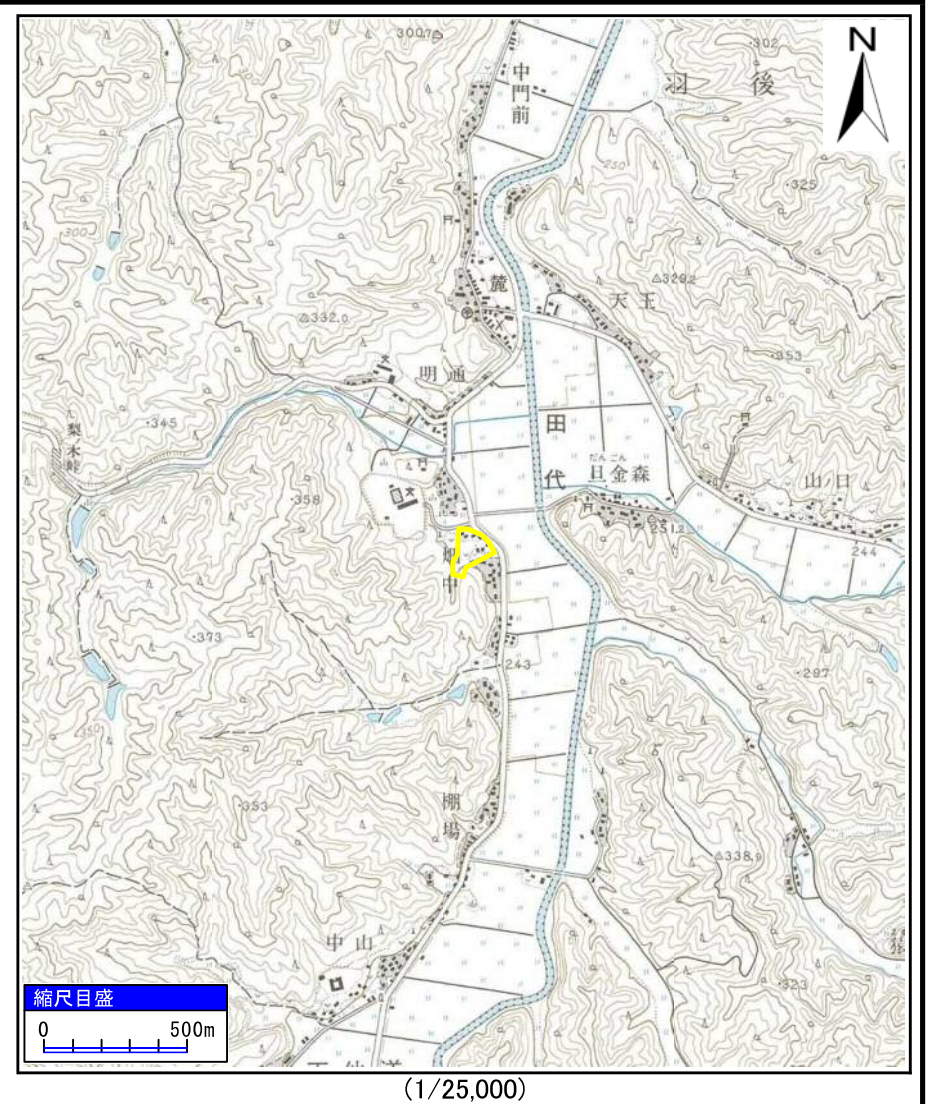 300.7
中門前
・302
羽後
N
250
・325
300
麓
△329.2
天王
△332.0
・353
明通
・345
梨木峠
田代
だんごん
旦金森
山口
・358
251.2
244
畑中
・373
243
・297
350
・353
棚場
△338.9
中山
・323
縮尺目盛
0 500m
(1/25,000)